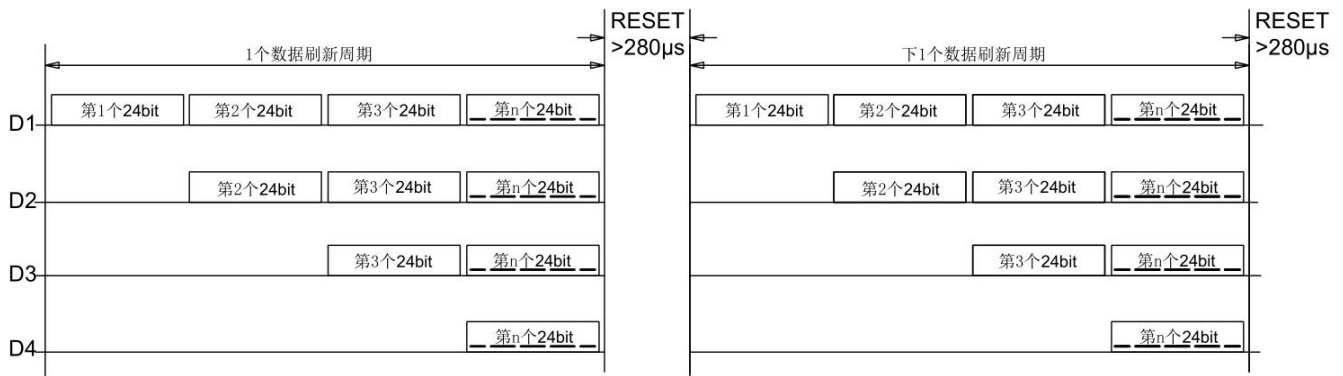 RESET
>280μs
RESET
>280μs
1个数据刷新周期
下1个数据刷新周期
D1 第1个24bit 第2个24bit 第3个24bit 第n个24bit 第1个24bit 第2个24bit 第3个24bit 第n个24bit
D2 第2个24bit 第3个24bit 第n个24bit 第2个24bit 第3个24bit 第n个24bit
D3 第3个24bit 第n个24bit 第3个24bit 第n个24bit
D4 第n个24bit 第n个24bit